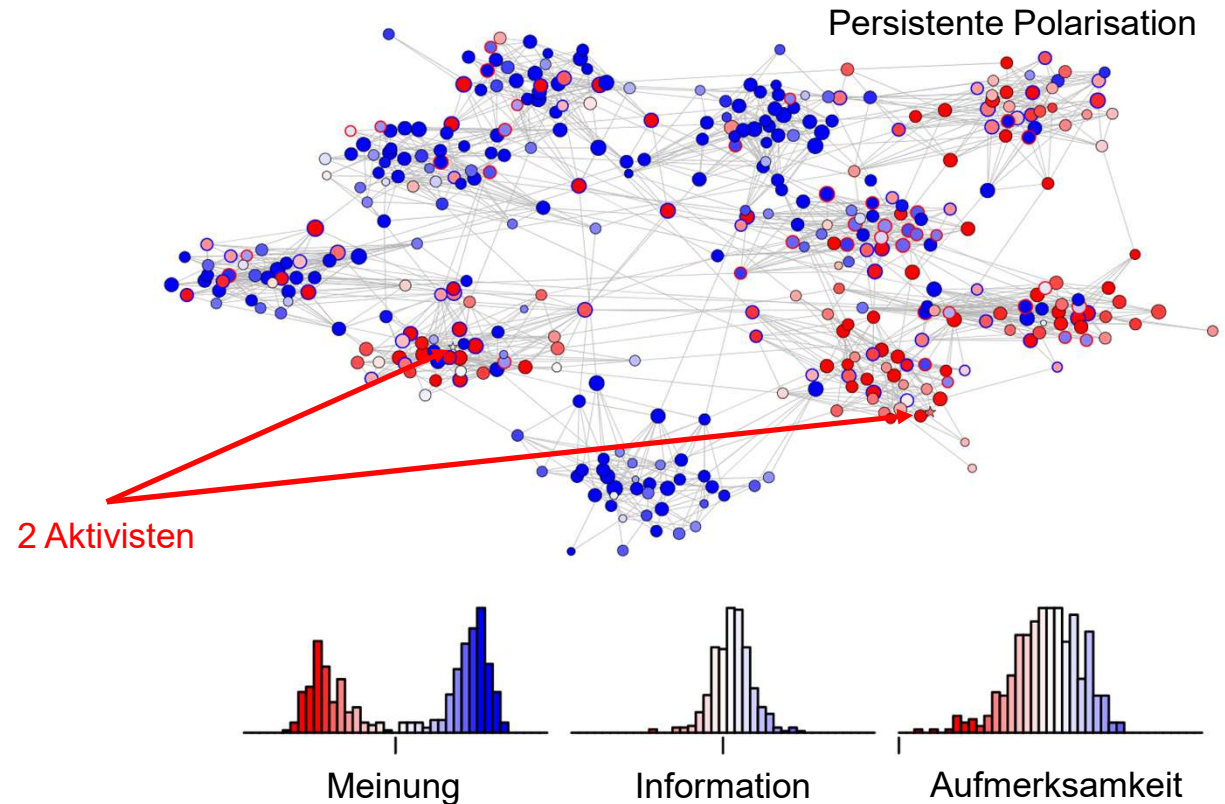 Persistente Polarisation
2 Aktivisten
Meinung
Information
Aufmerksamkeit